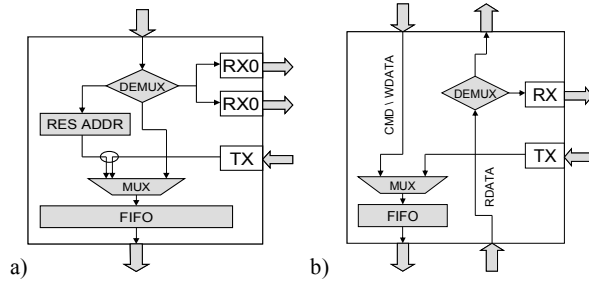 DEMUX
RX0
RX0
RES ADDR
TX
MUX
FIFO
a)
CMD \ WDATA
DEMUX
RX
TX
MUX
RDATA
FIFO
b)